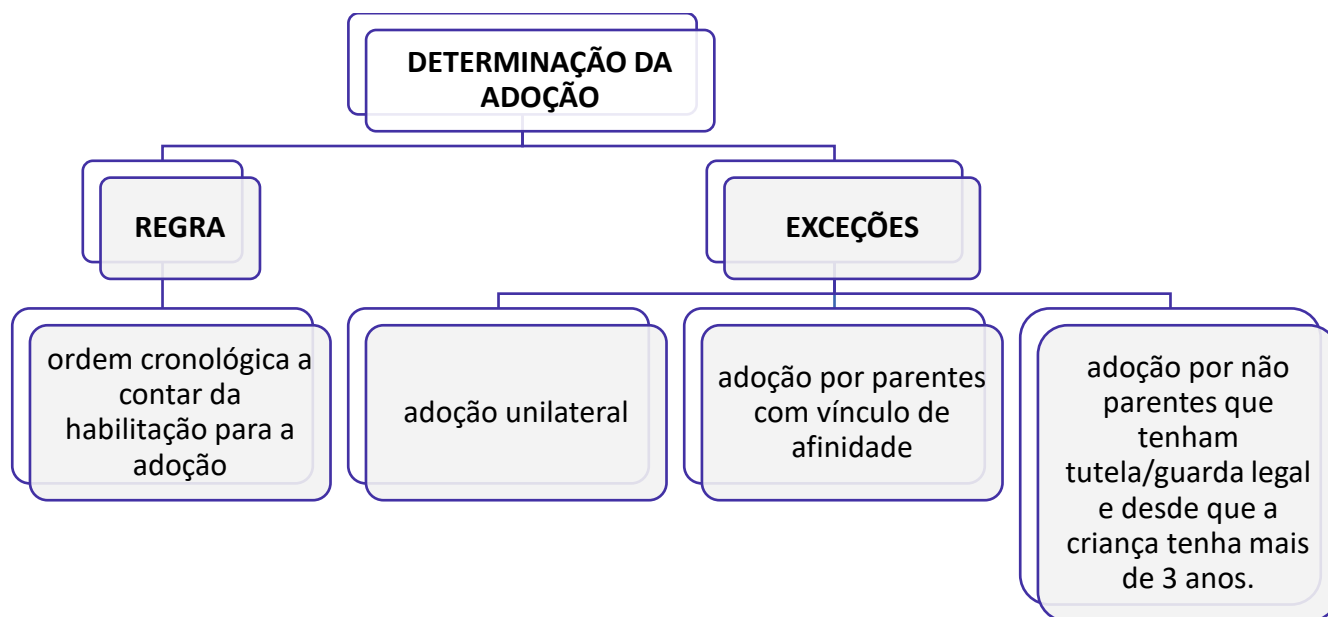 DETERMINAÇÃO DA
ADOÇÃO
REGRA
EXCEÇÕES
ordem cronológica a
contar da
habilitação para a
adoção
adoção unilateral
adoção por parentes
com vínculo de
afinidade
adoção por não
parentes que
tenham
tutela/guarda legal
e desde que a
criança tenha mais
de 3 anos.